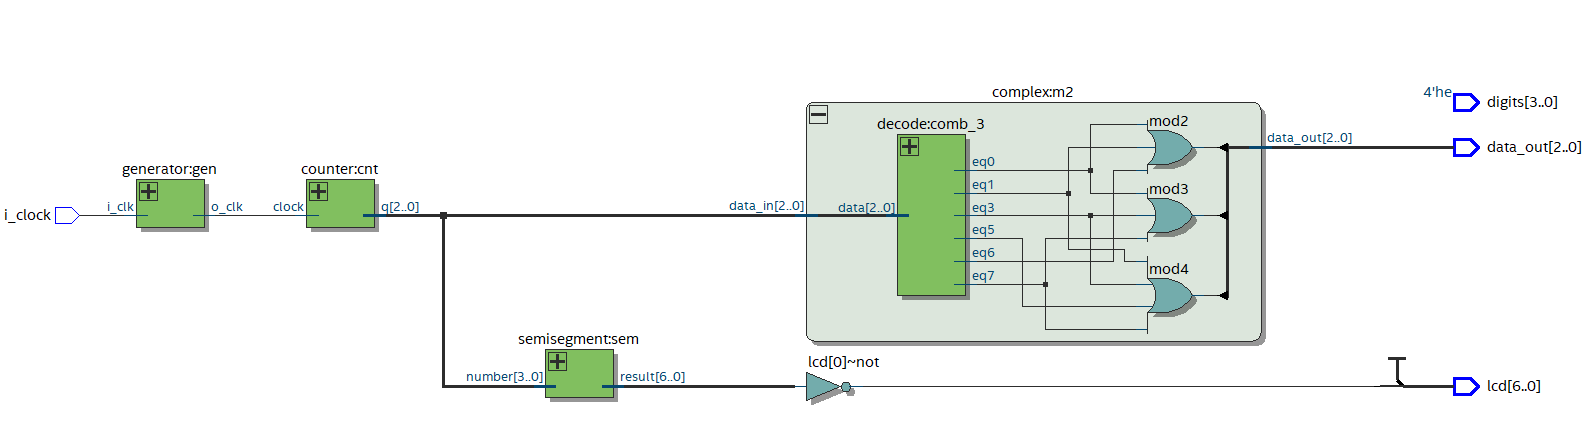 complex:m2
4'he
digits[3..0]
decode:comb_3
mod2
data_out[2..0]
data_out[2..0]
generator:gen
counter:cnt
eq0
eq1
mod3
i_clock
i_clk
o_clk
clock
q[2..0]
data_in[2..0]
data[2..0]
eq3
eq5
eq6
eq7
mod4
semisegment:sem
lcd[0]~not
number[3..0]
result[6..0]
lcd[6..0]